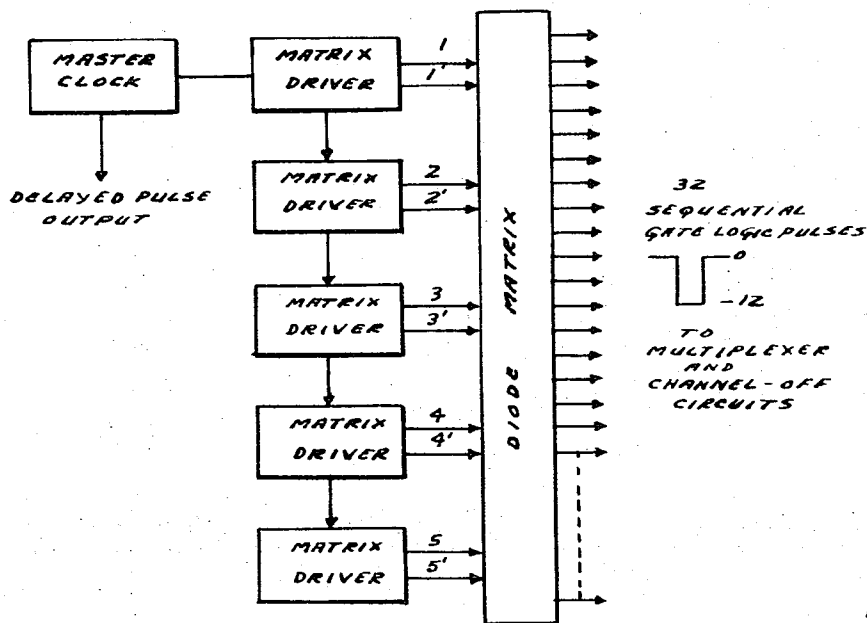 MASTER
CLOCK
DELAYED PULSE
OUTPUT
MATRIX
DRIVER
1
1'
MATRIX
DRIVER
2
2'
MATRIX
DRIVER
3
3'
MATRIX
DRIVER
4
4'
MATRIX
DRIVER
5
5'
DIODE MATRIX
32
SEQUENTIAL
GATE LOGIC PULSES
0
-12
TO
MULTIPLEXER
AND
CHANNEL-OFF
CIRCUITS